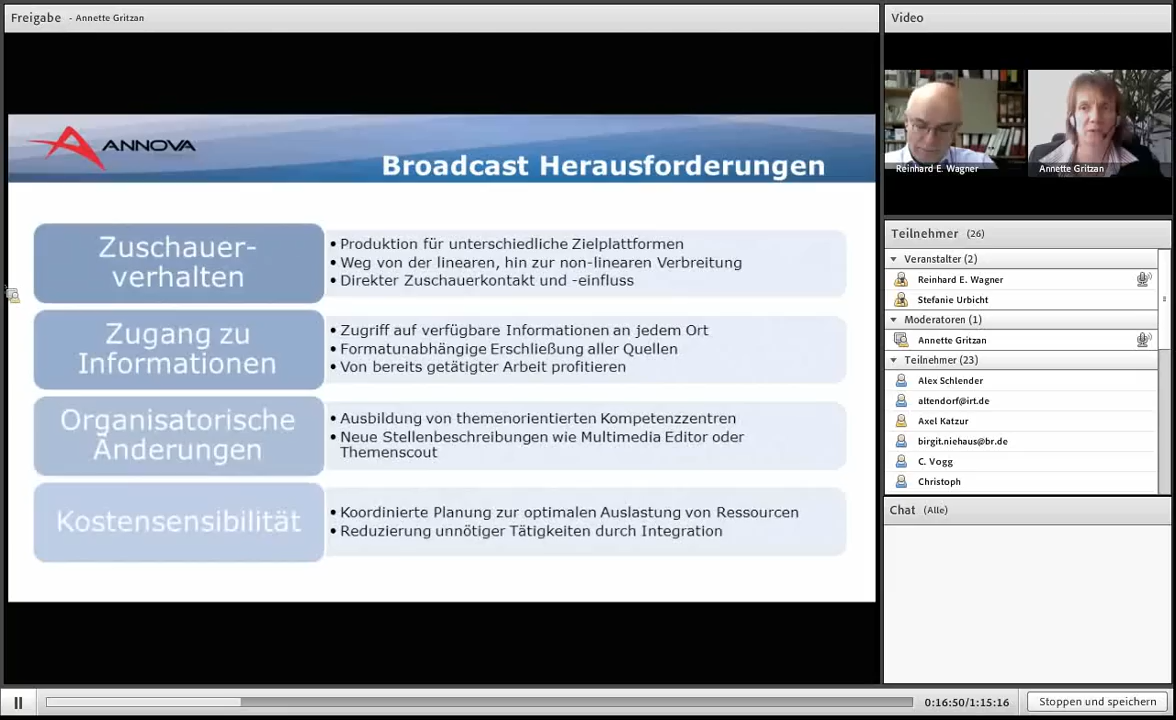 Freigabe - Annette Gritzan
ANNOVA
Broadcast Herausforderungen
Zuschauer-
verhalten
• Produktion für unterschiedliche Zielplattformen
• Weg von der linearen, hin zur non-linearen Verbreitung
• Direkter Zuschauerkontakt und -einfluss
Zugang zu
Informationen
• Zugriff auf verfügbare Informationen an jedem Ort
• Formatunabhängige Erschließung aller Quellen
• Von bereits getätigter Arbeit profitieren
Organisatorische
Änderungen
• Ausbildung von themenorientierten Kompetenzzentren
• Neue Stellenbeschreibungen wie Multimedia Editor oder
Themenscout
Kostensensibilität
• Koordinierte Planung zur optimalen Auslastung von Ressourcen
• Reduzierung unnötiger Tätigkeiten durch Integration
Video
Reinhard E. Wagner
Annette Gritzan
Teilnehmer (26)
Veranstalter (2)
Reinhard E. Wagner
Stefanie Urbicht
Moderatoren (1)
Annette Gritzan
Teilnehmer (23)
Alex Schlender
altendorf@irt.de
Axel Katzur
birgit.niehaus@br.de
C. Vogg
Christoph
Chat (Alle)
0:16:50/1:15:16
Stoppen und speichern